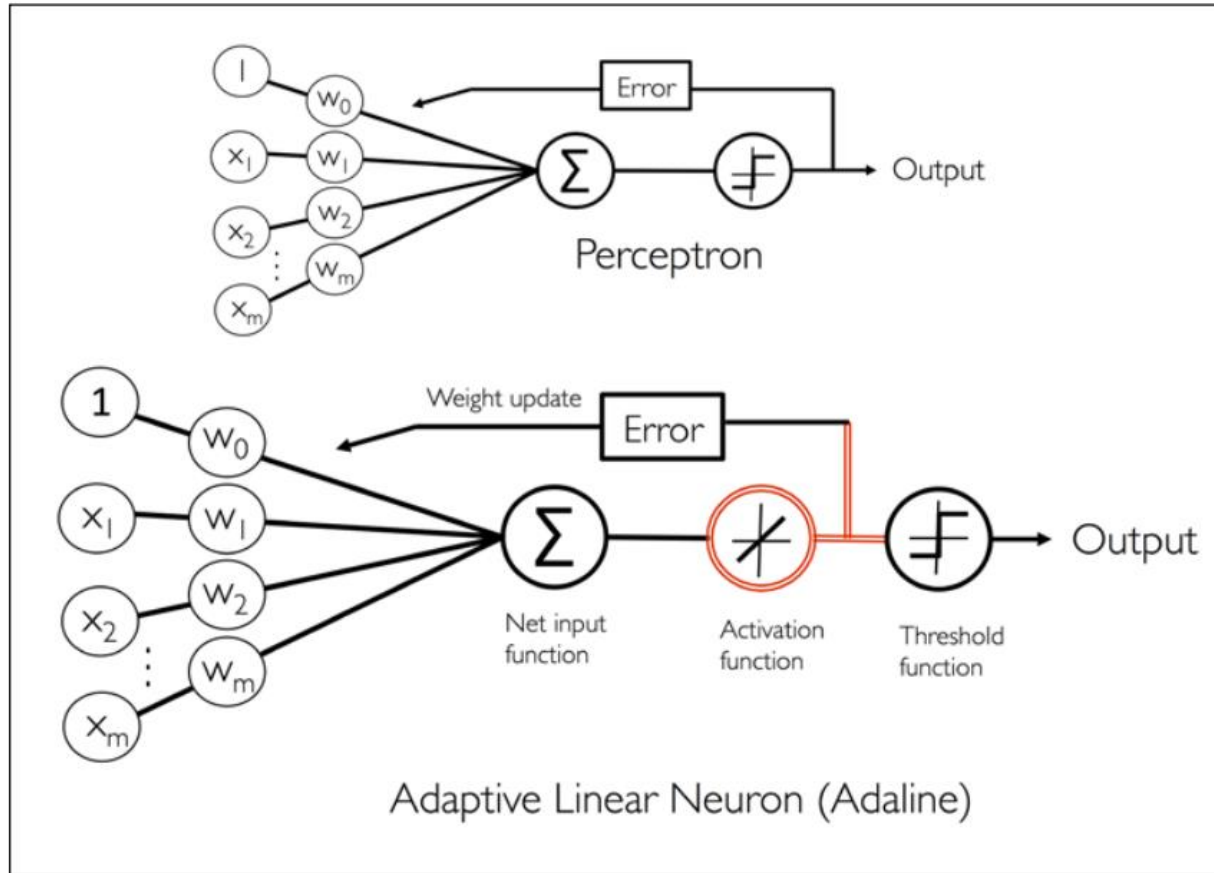 1
w0
Error
x1
w1
Σ
Output
x2
w2
Perceptron
wm
xm
1
Weight update
Error
w0
x1
w1
Σ
Output
x2
w2
Net input
function
Activation
function
Threshold
function
wm
xm
Adaptive Linear Neuron (Adaline)